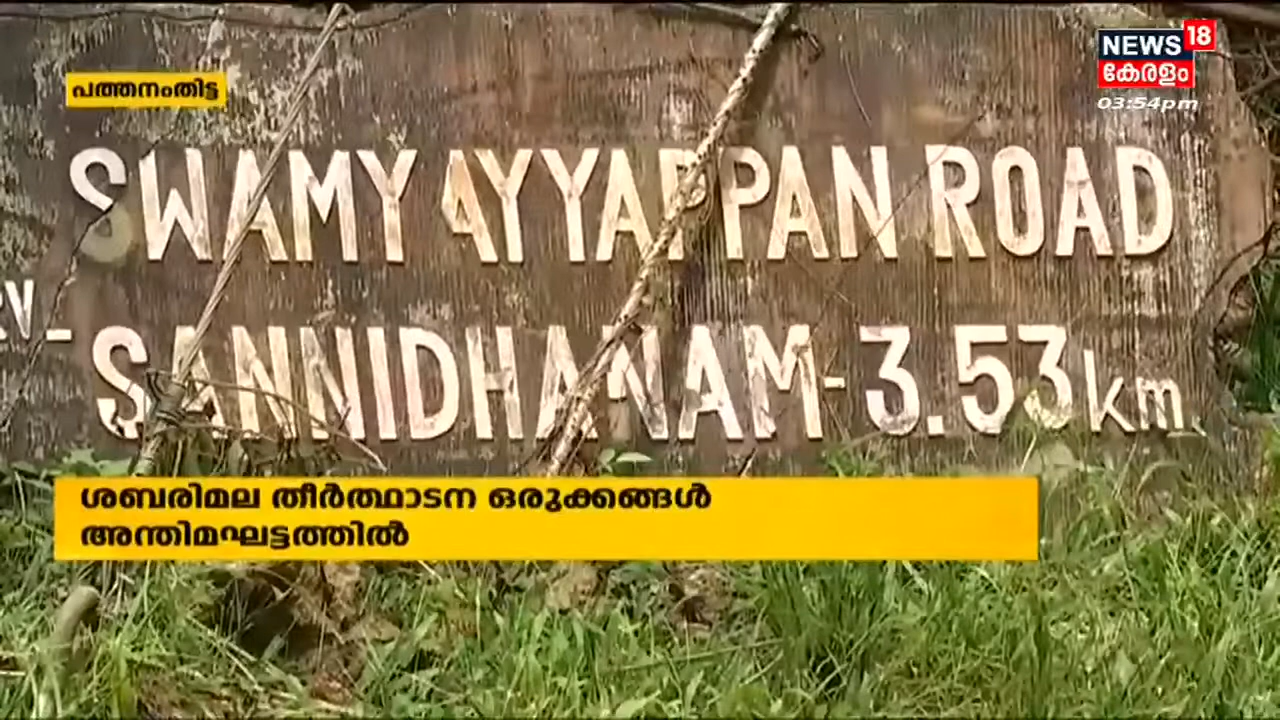 NEWS 18
കേരളം
03:54pm
പത്തനംതിട്ട
SWAMY AYYAPPAN ROAD
SANNIDHANAM- 3.53km.
ശബരിമല തീർത്ഥാടന ഒരുക്കങ്ങൾ
അന്തിമഘട്ടത്തിൽ